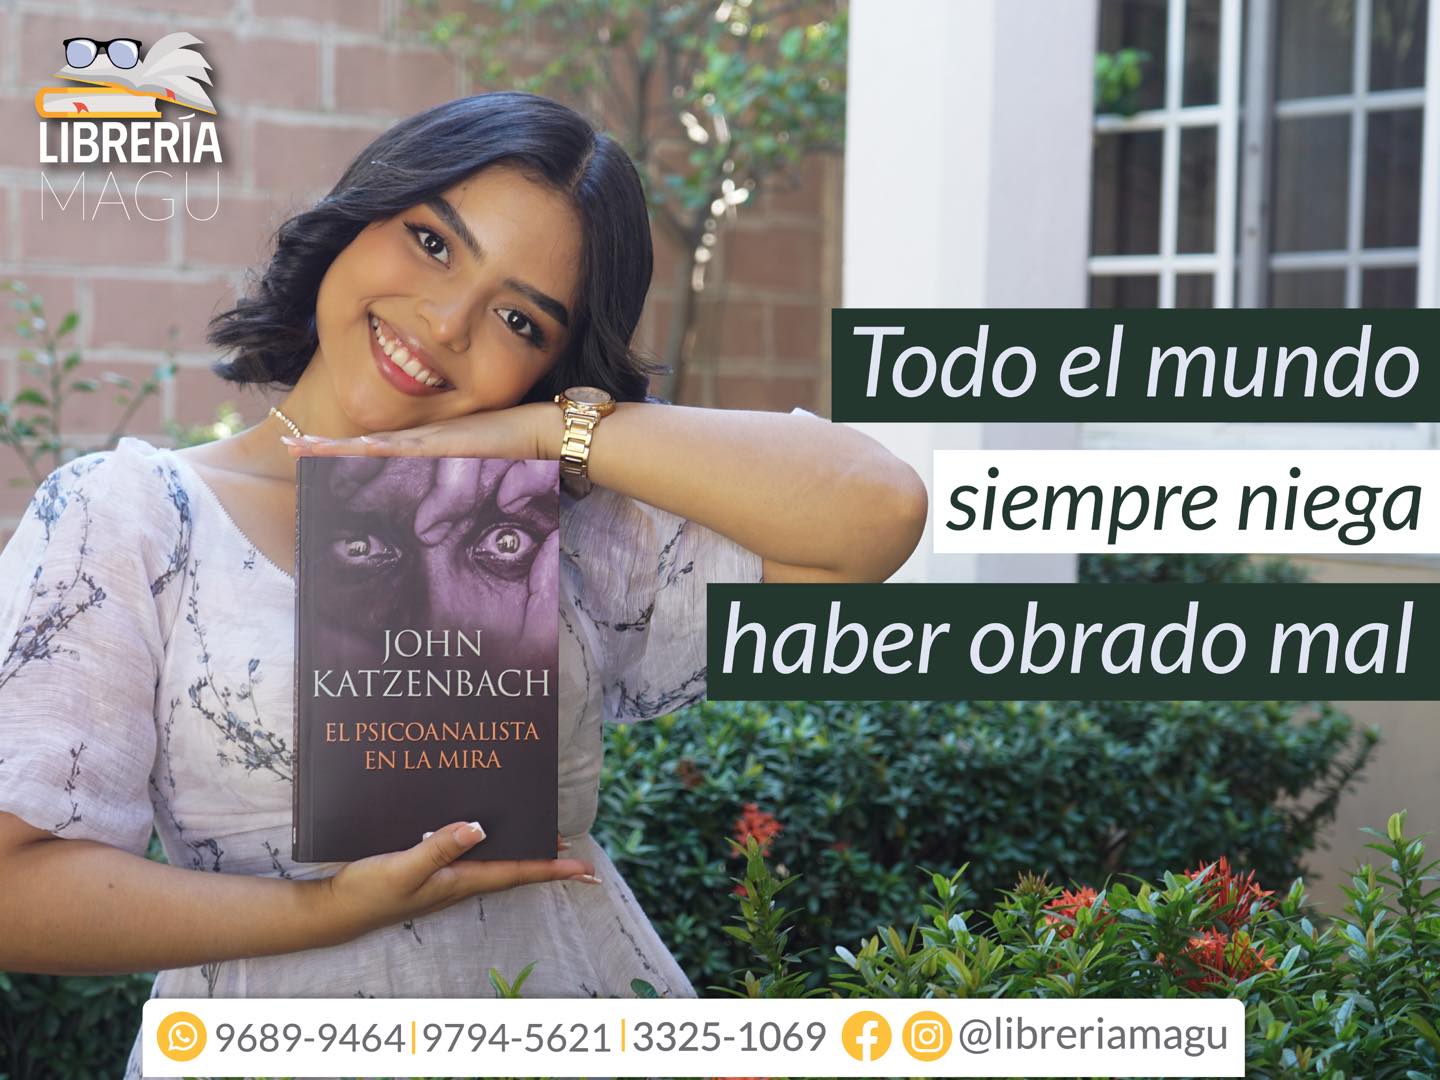 LIBRERÍA
MAGU
Todo el mundo
siempre niega
haber obrado mal
JOHN
KATZENBACH
EL PSICOANALISTA
EN LA MIRA
9689-9464|9794-5621|3325-1069 @libreriamagu